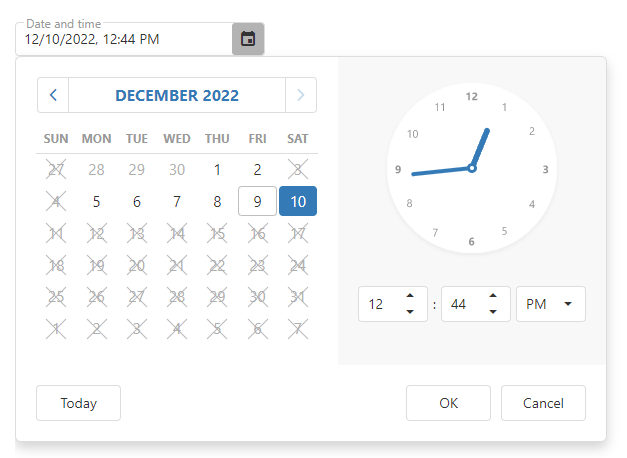 Date and time
12/10/2022, 12:44 PM
DECEMBER 2022
SUN MON TUE WED THU FRI SAT
27 28 29 30 1 2 3
4 5 6 7 8 9 10
11 12 13 14 15 16 17
18 19 20 21 22 23 24
25 26 27 28 29 30 31
1 2 3 4 5 6 7
12
11 1
10 2
9 3
8 4
7 5
6
12 : 44 PM
Today OK Cancel